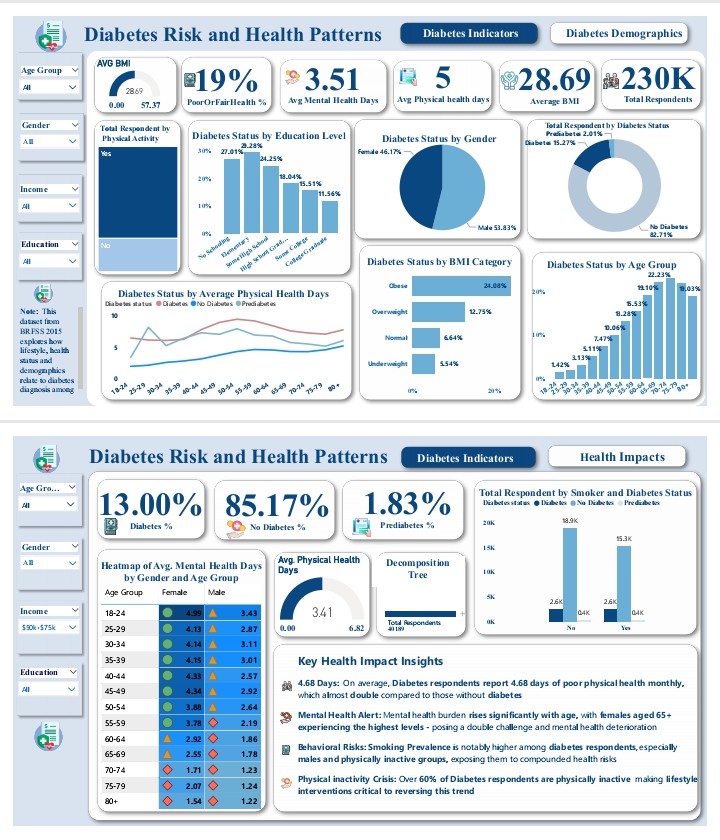 Diabetes Risk and Health Patterns
Diabetes Indicators
Diabetes Demographics
Age Group
All
Gender
All
Income
All
Education
All
Note: This
dataset from
BRFSS 2015
explores how
lifestyle, health
status and
demographics
relate to diabetes
diagnosis among
AVG BMI
28.69
0.00 57.37
19%
PoorOrFairHealth %
3.51
Avg Mental Health Days
5
Avg Physical health days
28.69
Average BMI
230K
Total Respondents
Total Respondent by
Physical Activity
Yes
No
Diabetes Status by Education Level
30%
20%
10%
0%
27.01%
29.28%
24.25%
18.04%
15.51%
11.56%
No Schooling
Elementary
Some High School
High School Grad...
Some College
College Graduate
Diabetes Status by Gender
Female 46.17%
Male 53.83%
Total Respondent by Diabetes Status
Prediabetes 2.01%
Diabetes 15.27%
No Diabetes
82.71%
Diabetes Status by Average Physical Health Days
Diabetes status Diabetes No Diabetes Prediabetes
10
5
0
18-24 25-29 30-34 35-39 40-44 45-49 50-54 55-59 60-64 65-69 70-74 75-79 80+
Diabetes Status by BMI Category
Obese 24.08%
Overweight 12.75%
Normal 6.64%
Underweight 5.54%
0% 20%
Diabetes Status by Age Group
20%
10%
0%
1.42%
3.13%
5.11%
7.47%
10.06%
13.28%
15.53%
19.10%
22.23%
19.03%
18-24 25-29 30-34 35-39 40-44 45-49 50-54 55-59 60-64 65-69 70-74 75-79 80+
Diabetes Risk and Health Patterns
Diabetes Indicators
Health Impacts
Age Gro...
All
Gender
All
Income
$50k-$75k
Education
All
13.00%
Diabetes %
85.17%
No Diabetes %
1.83%
Prediabetes %
Total Respondent by Smoker and Diabetes Status
Diabetes status Diabetes No Diabetes Prediabetes
20K
15K
10K
5K
0K
2.6K 18.9K 0.4K
2.6K 15.3K 0.4K
No Yes
Heatmap of Avg. Mental Health Days
by Gender and Age Group
Age Group Female Male
18-24 4.99 3.43
25-29 4.13 2.87
30-34 4.14 3.11
35-39 4.15 3.01
40-44 4.33 2.57
45-49 4.34 2.92
50-54 3.88 2.64
55-59 3.78 2.19
60-64 2.92 1.86
65-69 2.55 1.78
70-74 1.71 1.23
75-79 2.07 1.24
80+ 1.54 1.22
Avg. Physical Health
Days
3.41
0.00 6.82
Decomposition
Tree
Total Respondents
40189
Key Health Impact Insights
4.68 Days: On average, Diabetes respondents report 4.68 days of poor physical health monthly,
which almost double compared to those without diabetes
Mental Health Alert: Mental health burden rises significantly with age, with females aged 65+
experiencing the highest levels - posing a double challenge and mental health deterioration
Behavioral Risks: Smoking Prevalence is notably higher among diabetes respondents, especially
males and physically inactive groups, exposing them to compounded health risks
Physical inactivity Crisis: Over 60% of Diabetes respondents are physically inactive making lifestyle
interventions critical to reversing this trend